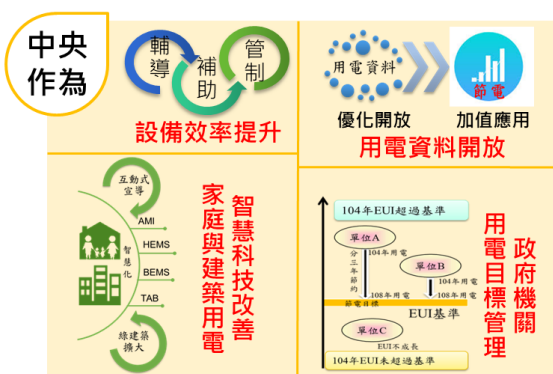 中央
作為
輔導
補助
管制
設備效率提升
用電資料
節電
優化開放
加值應用
用電資料開放
互動式
宣導
AMI
HEMS
BEMS
TAB
智慧化
綠建築
擴大
智慧科技改善
家庭與建築用電
104年EUI超過基準
單位A
104年用電
分三年節約
單位B
104年用電
108年用電
108年用電
節電目標
EUI基準
單位C
EUI不成長
104年EUI未超過基準
政府機關
用電目標管理